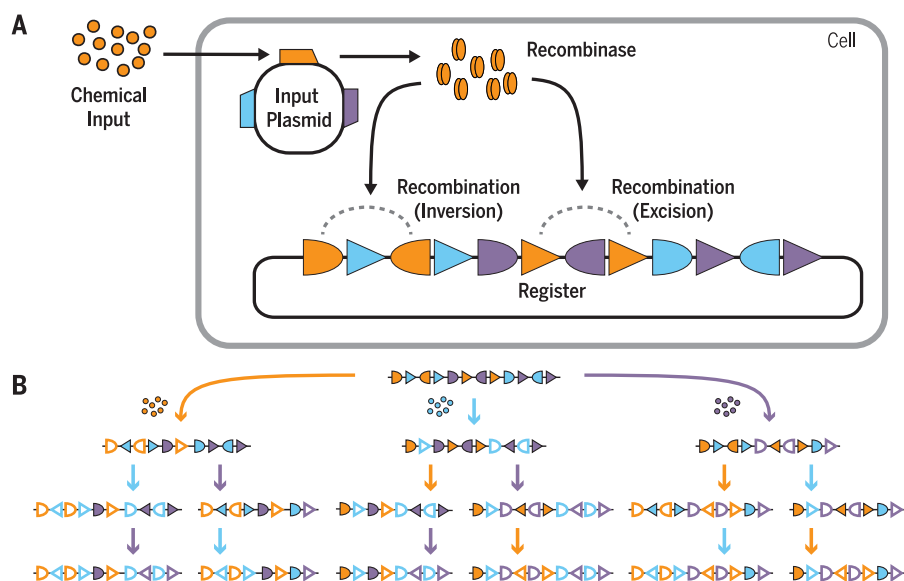 A
Cell
Chemical
Input
Input
Plasmid
Recombinase
Recombination
(Inversion)
Recombination
(Excision)
Register
B